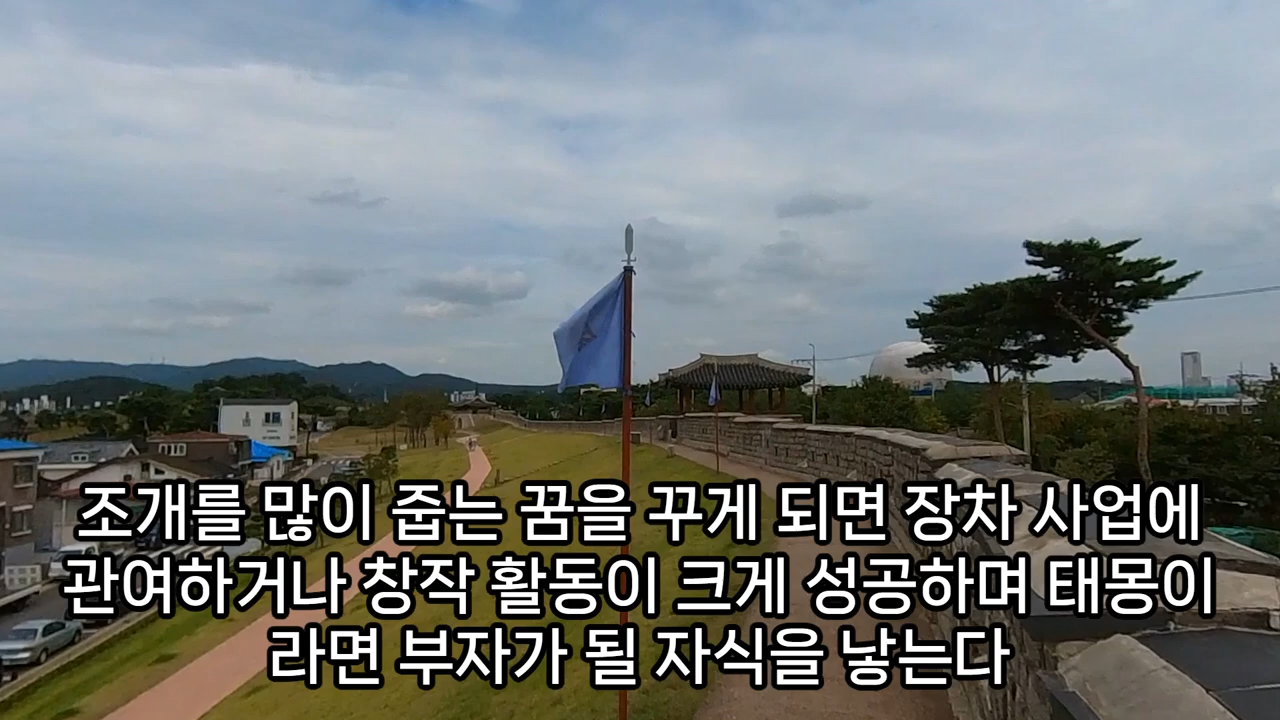 조개를 많이 줍는 꿈을 꾸게 되면 장차 사업에
관여하거나 창작 활동이 크게 성공하며 태몽이
라면 부자가 될 자식을 낳는다